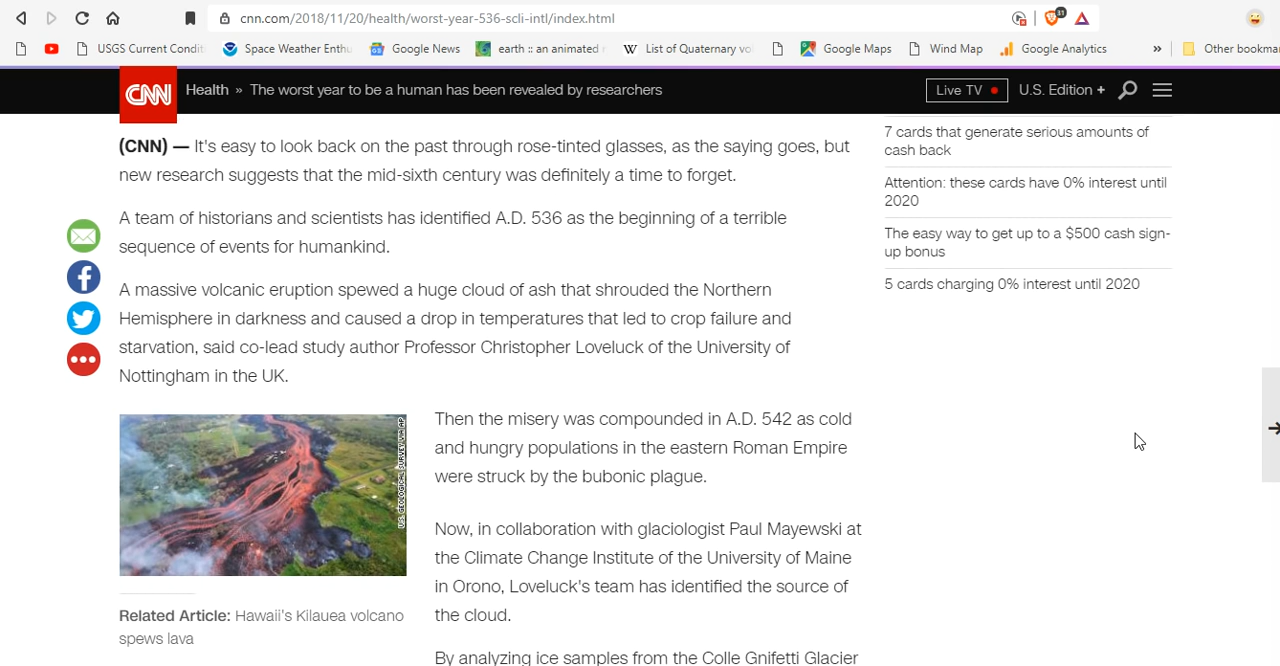 cnn.com/2018/11/20/health/worst-year-536-scli-intl/index.html
31
USGS Current Condit
Space Weather Enthu
Google News
earth :: an animated
List of Quaternary vo
Google Maps
Wind Map
Google Analytics
»
Other bookma
CNN
Health » The worst year to be a human has been revealed by researchers
Live TV
U.S. Edition +
(CNN) — It's easy to look back on the past through rose-tinted glasses, as the saying goes, but
new research suggests that the mid-sixth century was definitely a time to forget.
A team of historians and scientists has identified A.D. 536 as the beginning of a terrible
sequence of events for humankind.
A massive volcanic eruption spewed a huge cloud of ash that shrouded the Northern
Hemisphere in darkness and caused a drop in temperatures that led to crop failure and
starvation, said co-lead study author Professor Christopher Loveluck of the University of
Nottingham in the UK.
U.S. GEOLOGICAL SURVEY VIA AP
Related Article: Hawaii's Kilauea volcano
spews lava
Then the misery was compounded in A.D. 542 as cold
and hungry populations in the eastern Roman Empire
were struck by the bubonic plague.
Now, in collaboration with glaciologist Paul Mayewski at
the Climate Change Institute of the University of Maine
in Orono, Loveluck's team has identified the source of
the cloud.
By analyzing ice samples from the Colle Gnifetti Glacier
7 cards that generate serious amounts of
cash back
Attention: these cards have 0% interest until
2020
The easy way to get up to a $500 cash sign-
up bonus
5 cards charging 0% interest until 2020